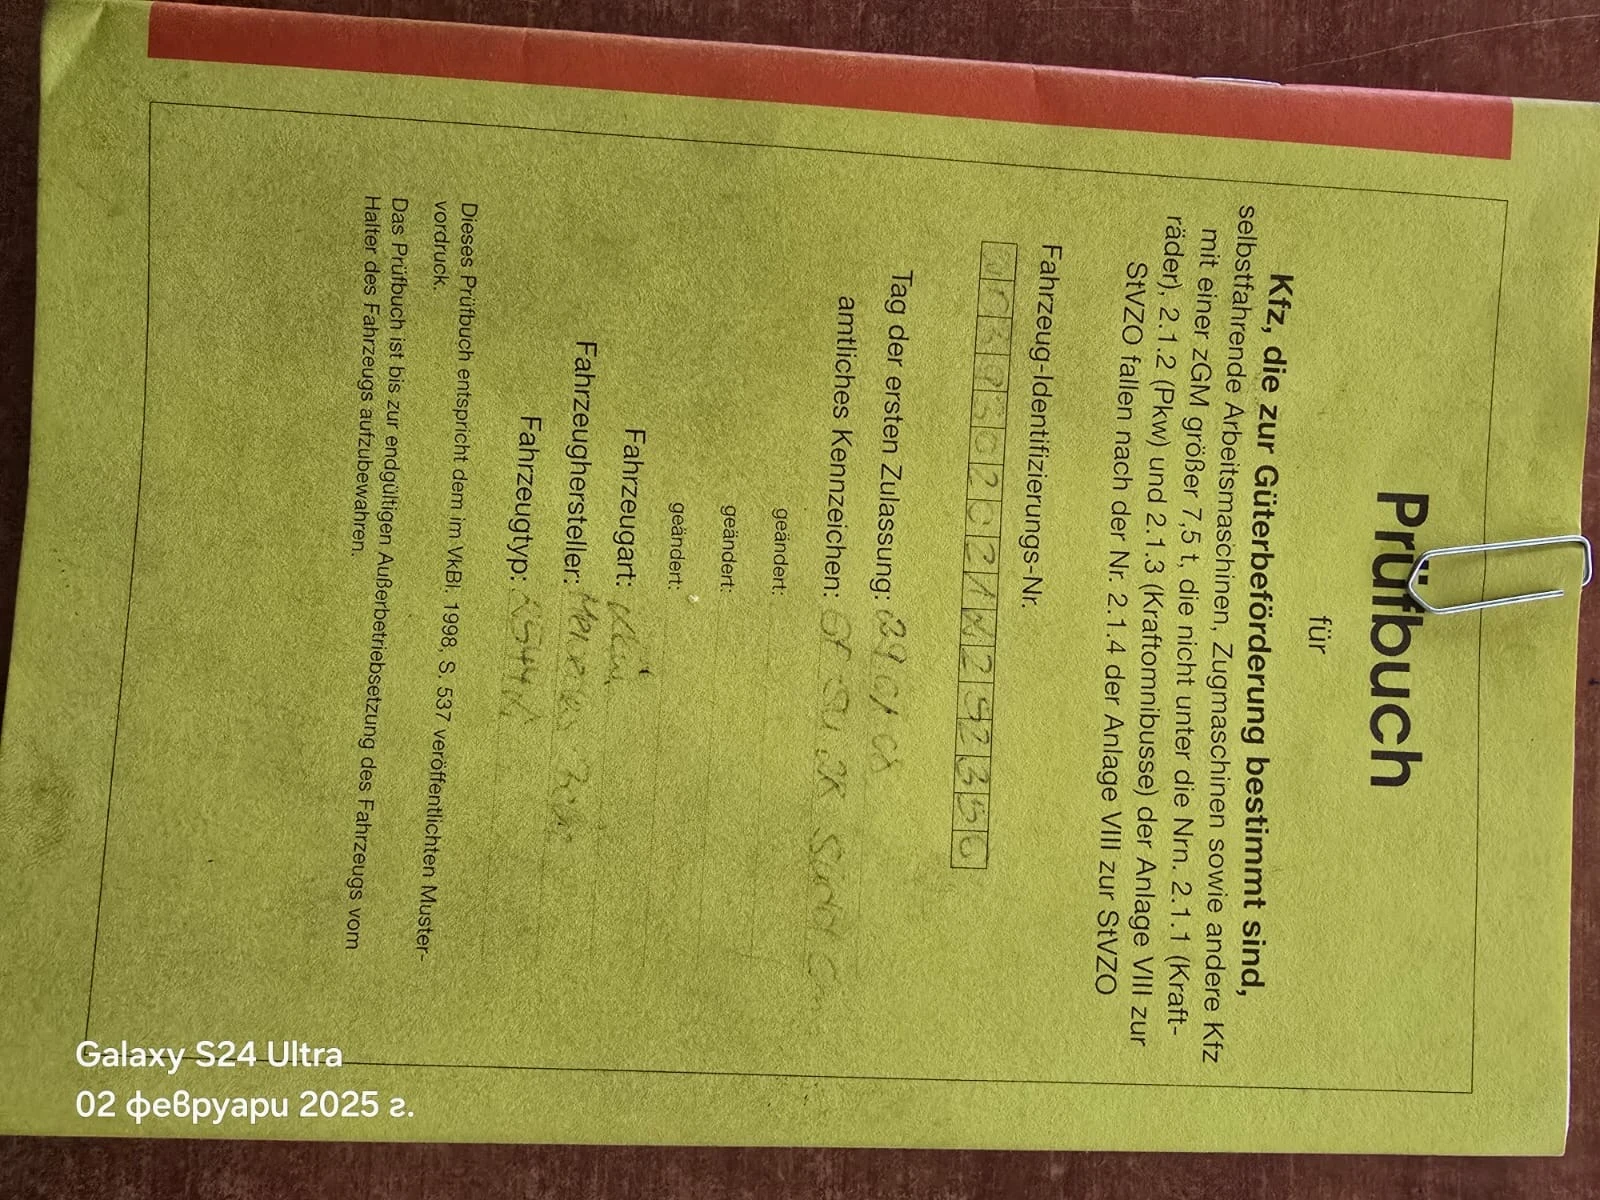 Prüfbuch
für
Kfz, die zur Güterbeförderung bestimmt sind,
selbstfahrende Arbeitsmaschinen, Zugmaschinen sowie andere Kfz
mit einer zGM größer 7,5 t, die nicht unter die Nrn. 2.1.1 (Kraft-
räder), 2.1.2 (Pkw) und 2.1.3 (Kraftomnibusse) der Anlage VIII zur
StVZO fallen nach der Nr. 2.1.4 der Anlage VIII zur StVZO
Fahrzeug-Identifizierungs-Nr.
Tag der ersten Zulassung:
amtliches Kennzeichen:
geändert:
geändert:
geändert:
Fahrzeugart:
Fahrzeughersteller:
Fahrzeugtyp:
Dieses Prüfbuch entspricht dem im VkBl. 1998, S. 537 veröffentlichten Muster-
vordruck.
Das Prüfbuch ist bis zur endgültigen Außerbetriebsetzung des Fahrzeugs vom
Halter des Fahrzeugs aufzubewahren.
Galaxy S24 Ultra
02 февруари 2025 г.